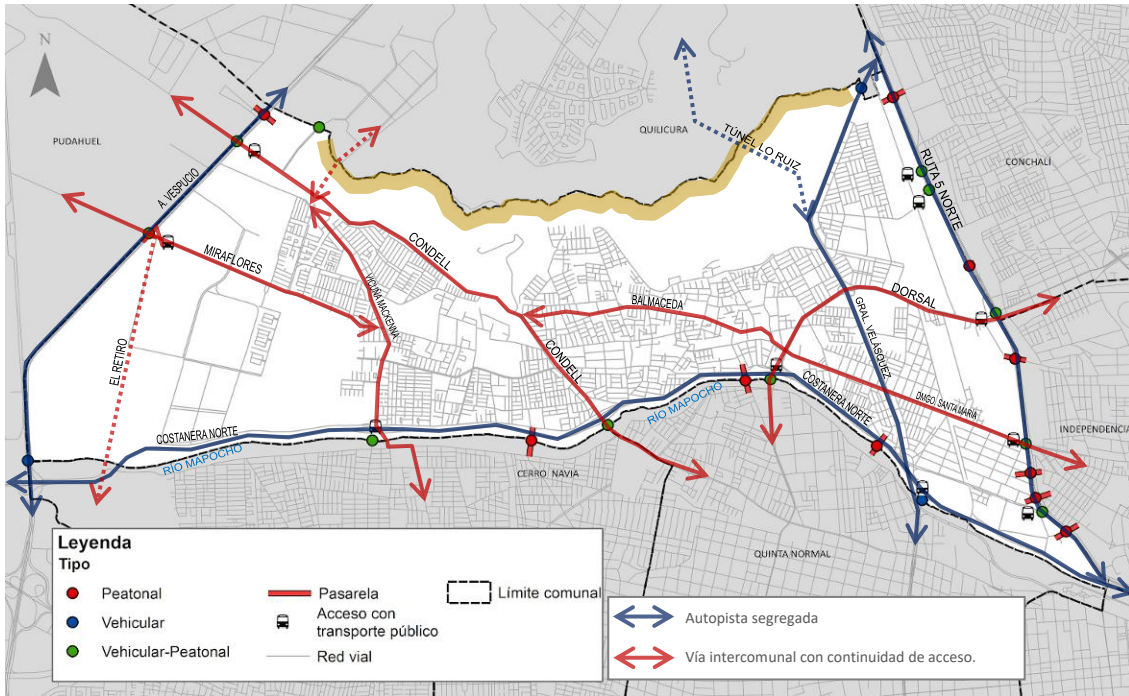 N
PUDAHUEL
QUILICURA
CONCHALÍ
TÚNEL LO RUIZ
RUTA 5 NORTE
A. VESPUCIO
MIRAFLORES
CONDELL
VICUÑA MACKENNA
BALMACEDA
DORSAL
EL RETIRO
CONDELL
GRAL. VELÁSQUEZ
COSTANERA NORTE
DMGO. SANTA MARÍA
INDEPENDENCIA
COSTANERA NORTE
RÍO MAPOCHO
RÍO MAPOCHO
CERRO NAVIA
QUINTA NORMAL
Leyenda
Tipo
Peatonal
Vehicular
Vehicular-Peatonal
Pasarela
Acceso con
transporte público
Red vial
Límite comunal
Autopista segregada
Vía intercomunal con continuidad de acceso.